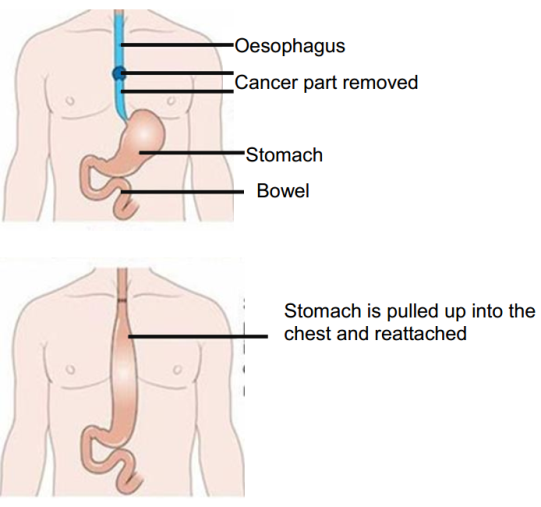 Oesophagus
Cancer part removed
Stomach
Bowel
Stomach is pulled up into the
chest and reattached